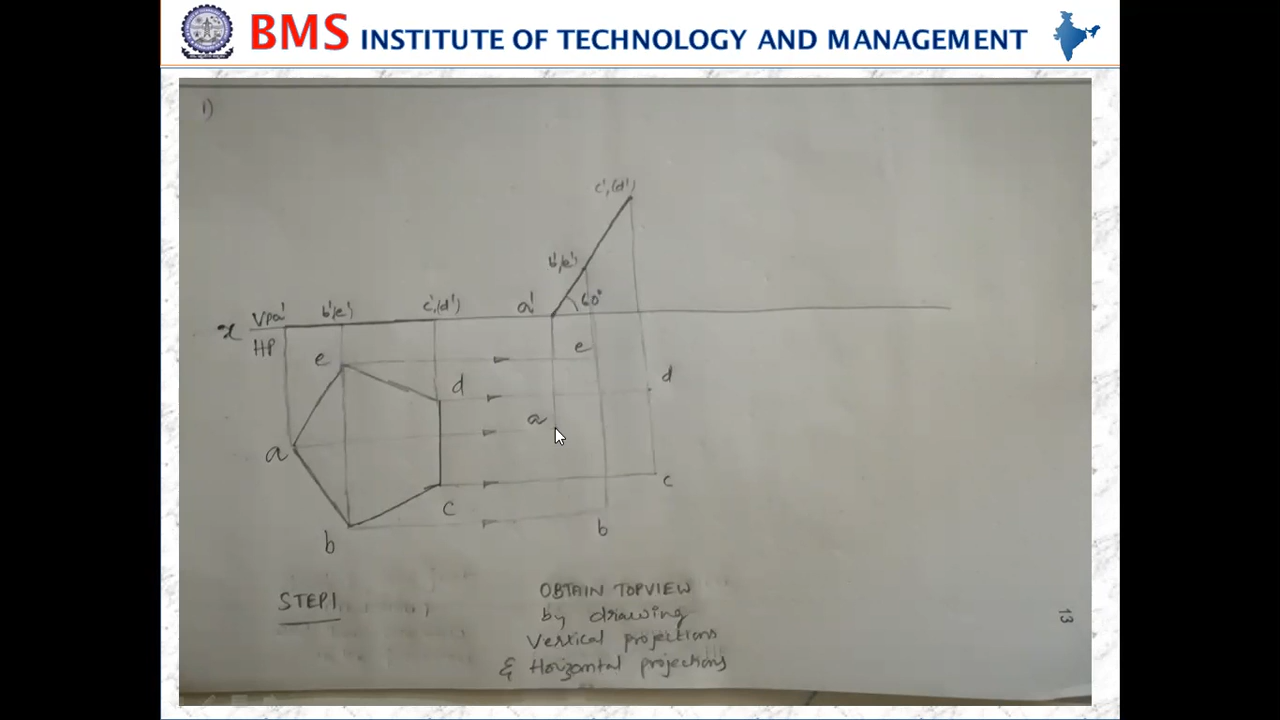 BMS INSTITUTE OF TECHNOLOGY AND MANAGEMENT
1)
c',(d')
b'(e')
a'
60°
x
VP a'
b'(e')
c',(d')
HP
e
e
d
d
a
a
c
c
b
b
STEP1
OBTAIN TOPVIEW
by drawing
Vertical projections
& Horizontal projections
13